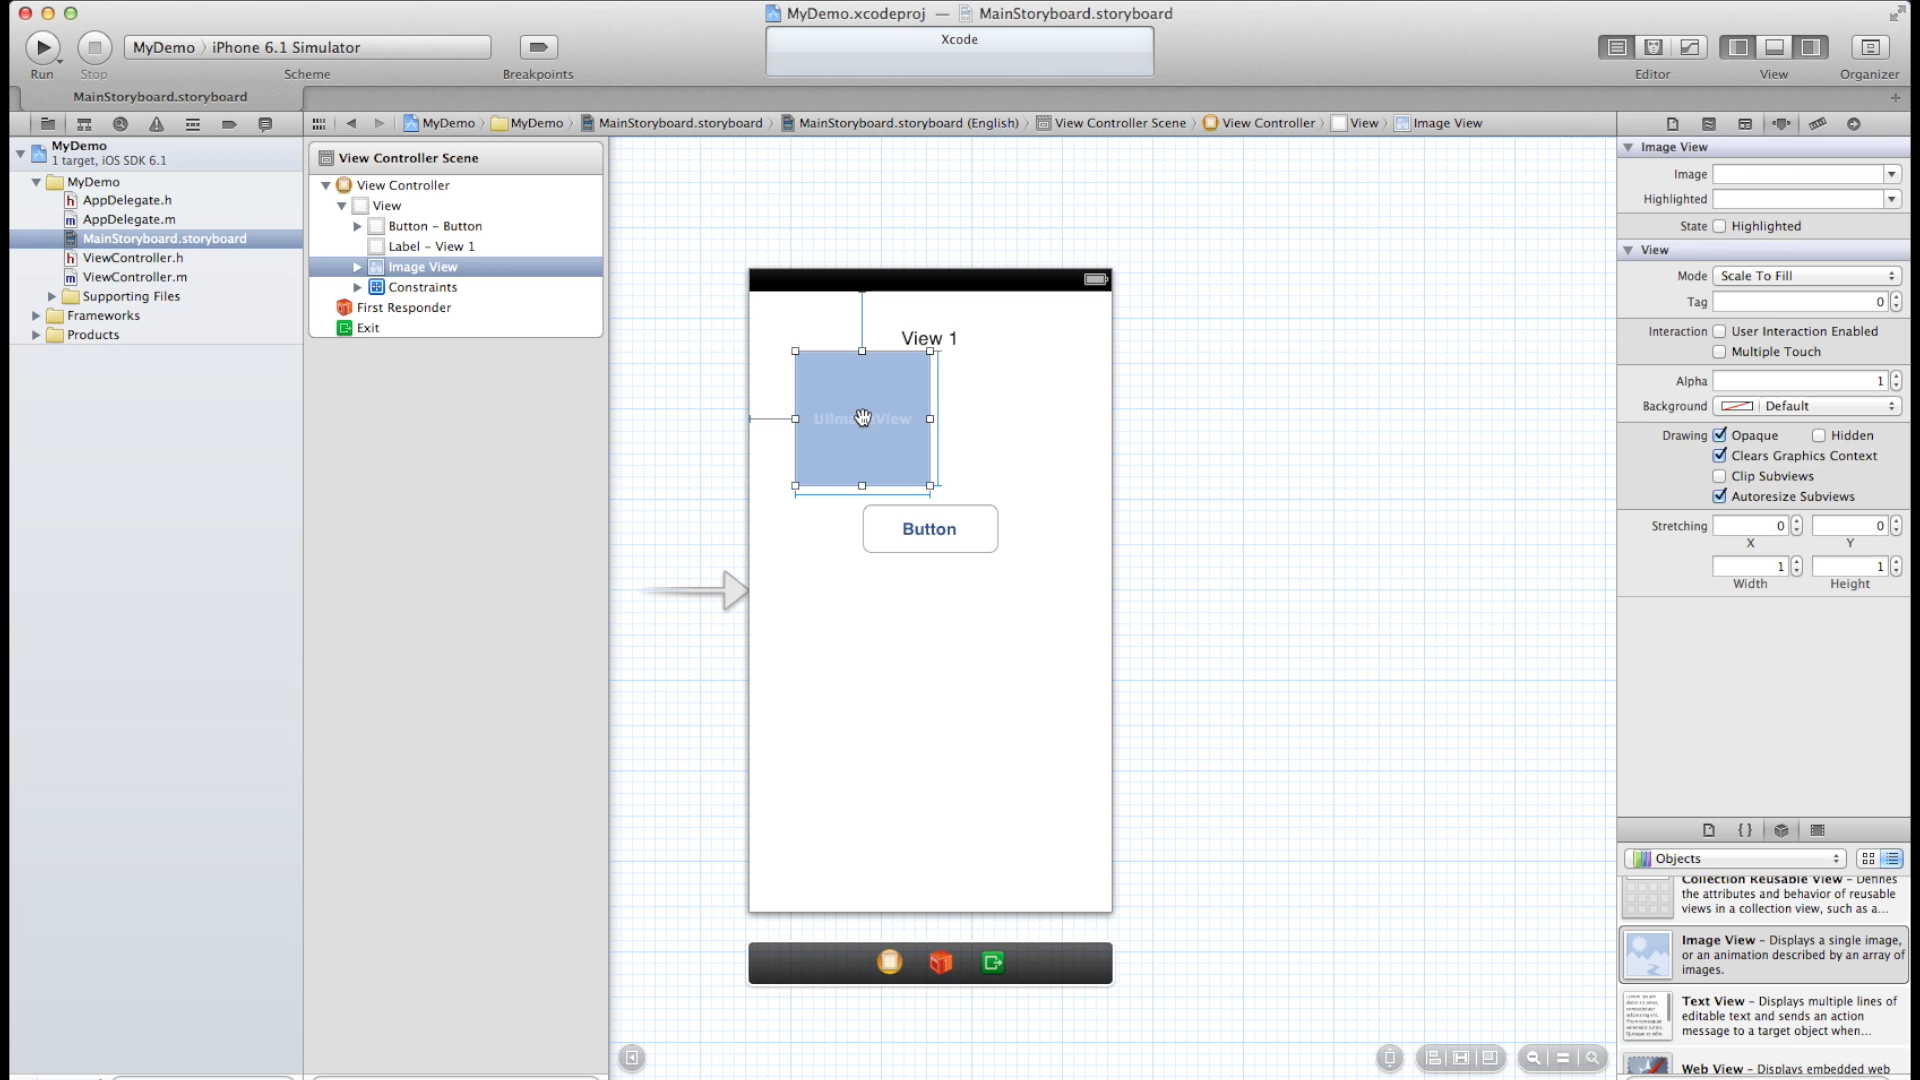 MyDemo.xcodeproj — MainStoryboard.storyboard
MyDemo 〉iPhone 6.1 Simulator
Xcode
Run
Stop
Scheme
Breakpoints
Editor
View
Organizer
MainStoryboard.storyboard
MyDemo 〉MyDemo 〉MainStoryboard.storyboard 〉MainStoryboard.storyboard (English) 〉View Controller Scene 〉View Controller 〉View 〉Image View
MyDemo
1 target, iOS SDK 6.1
MyDemo
AppDelegate.h
AppDelegate.m
MainStoryboard.storyboard
ViewController.h
ViewController.m
Supporting Files
Frameworks
Products
View Controller Scene
View Controller
View
Button – Button
Label – View 1
Image View
Constraints
First Responder
Exit
View 1
Button
Image View
Image
Highlighted
State Highlighted
View
Mode Scale To Fill
Tag 0
Interaction User Interaction Enabled
Multiple Touch
Alpha 1
Background Default
Drawing Opaque Hidden
Clears Graphics Context
Clip Subviews
Autoresize Subviews
Stretching 0 0
X Y
1 1
Width Height
{ }
Objects
Collection Reusable View – Defines
the attributes and behavior of reusable
views in a collection view, such as a...
Image View – Displays a single image,
or an animation described by an array of
images.
Text View – Displays multiple lines of
editable text and sends an action
message to a target object when...
Web View – Displays embedded web